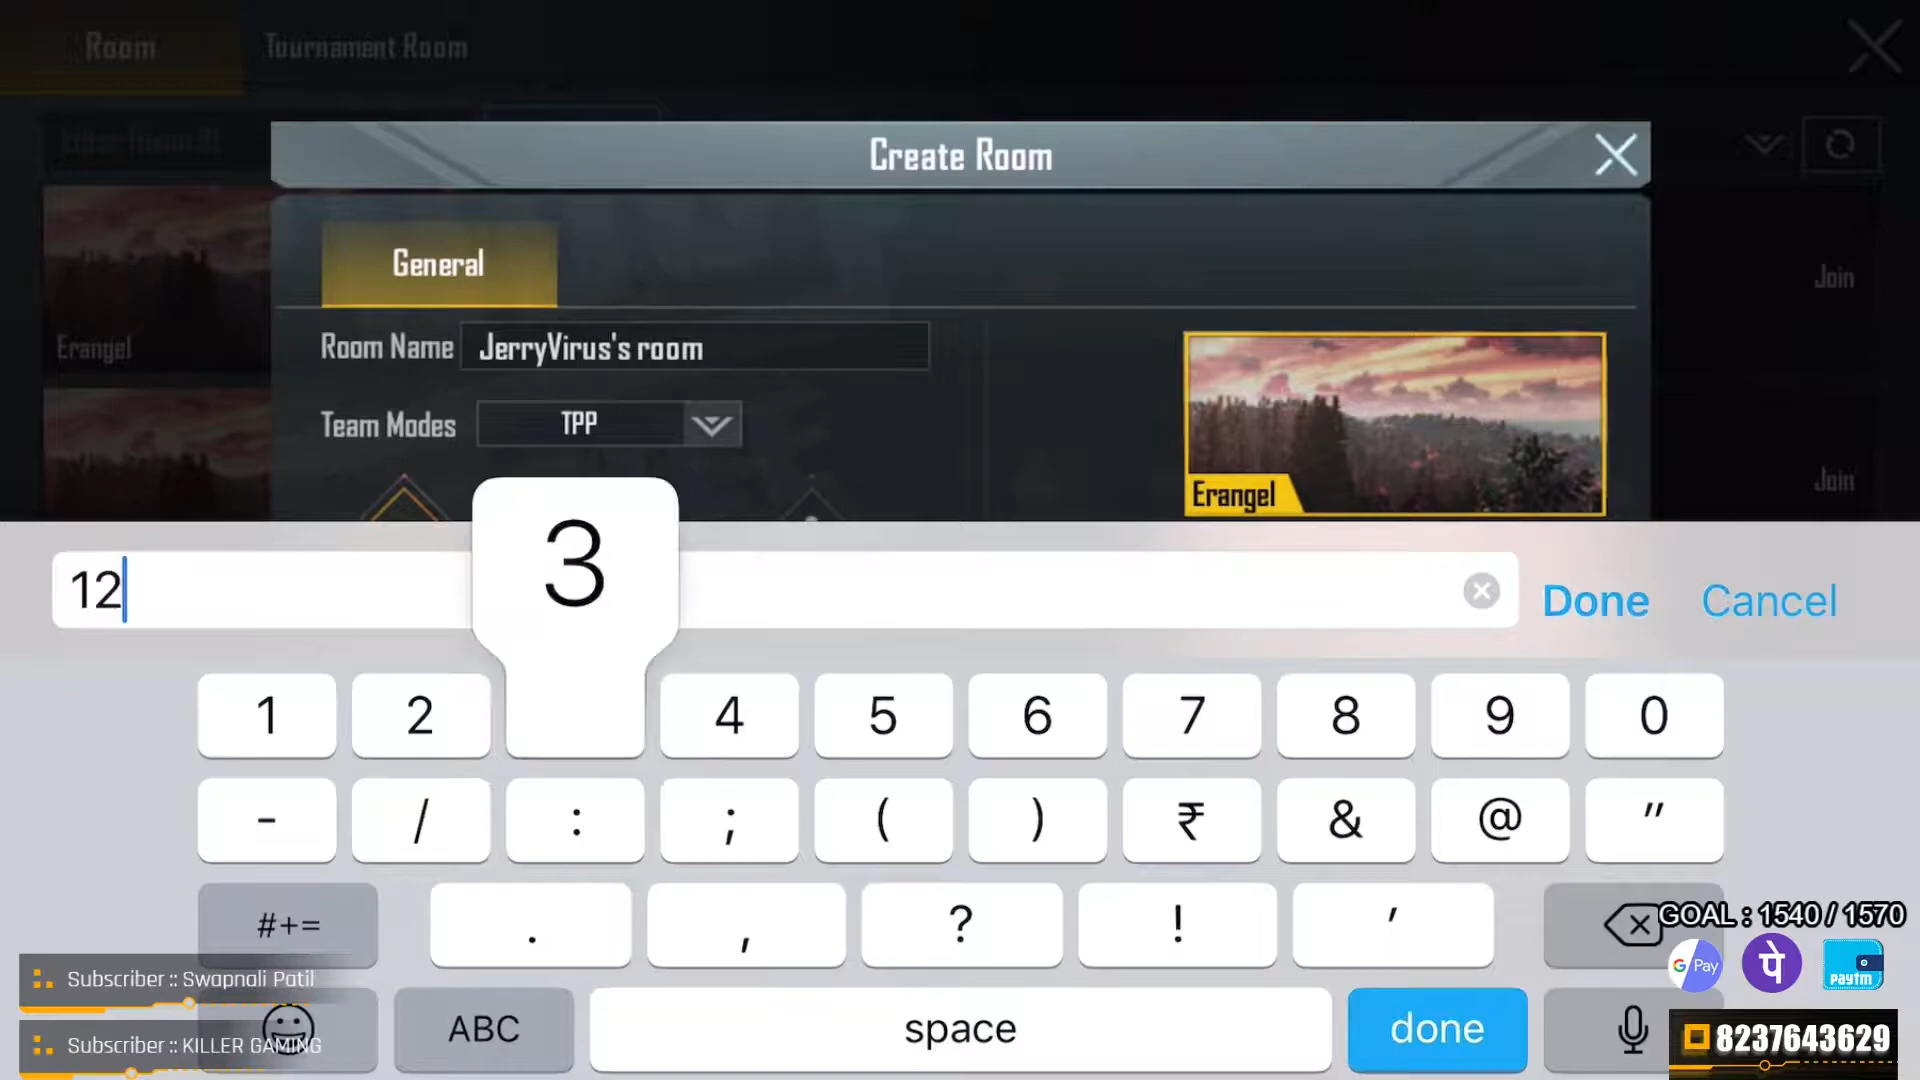 Room
Tournament Room
Create Room
General
Join
Room Name
JerryVirus's room
Erangel
Team Modes
TPP
Erangel
Join
3
12
Done
Cancel
1 2 4 5 6 7 8 9 0
- / : ; ( ) ₹ & @ "
#+= . , ? ! '
GOAL : 1540 / 1570
G Pay
पे
paytm
Subscriber :: Swapnali Patil
ABC
space
done
8237643629
Subscriber :: KILLER GAMING